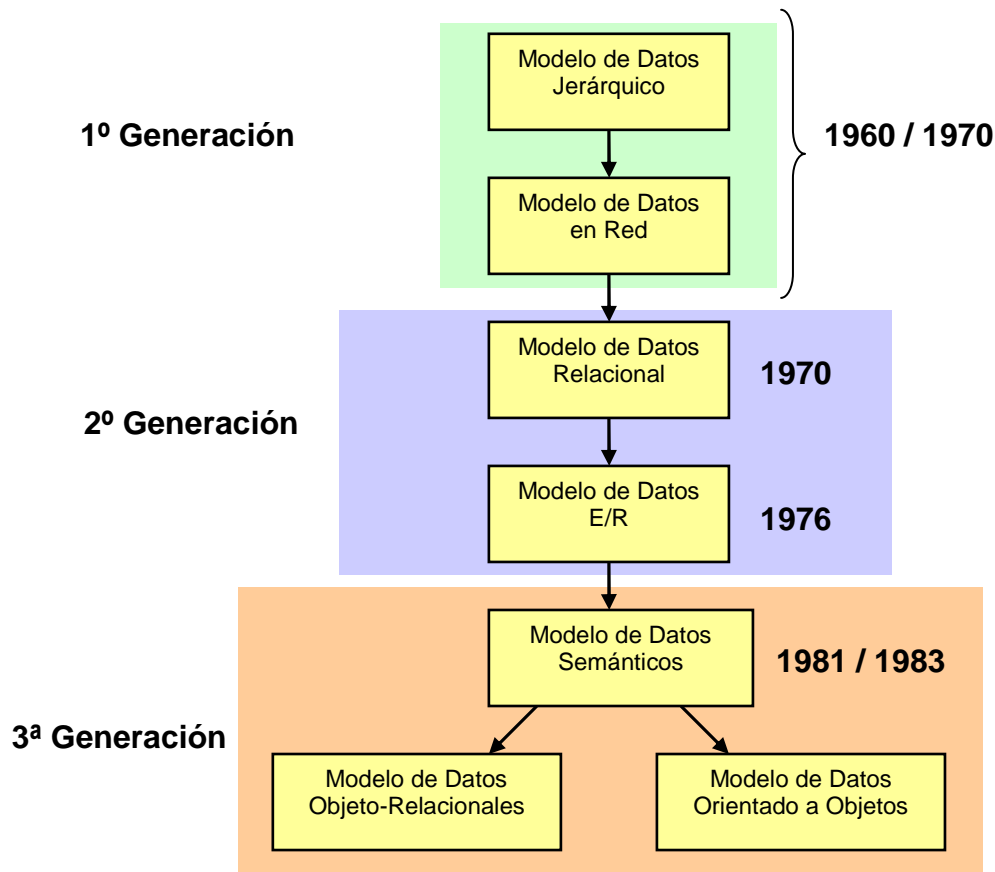 Modelo de Datos
Jerárquico
1º Generación
1960 / 1970
Modelo de Datos
en Red
Modelo de Datos
Relacional
1970
2º Generación
Modelo de Datos
E/R
1976
Modelo de Datos
Semánticos
1981 / 1983
3ª Generación
Modelo de Datos
Objeto-Relacionales
Modelo de Datos
Orientado a Objetos